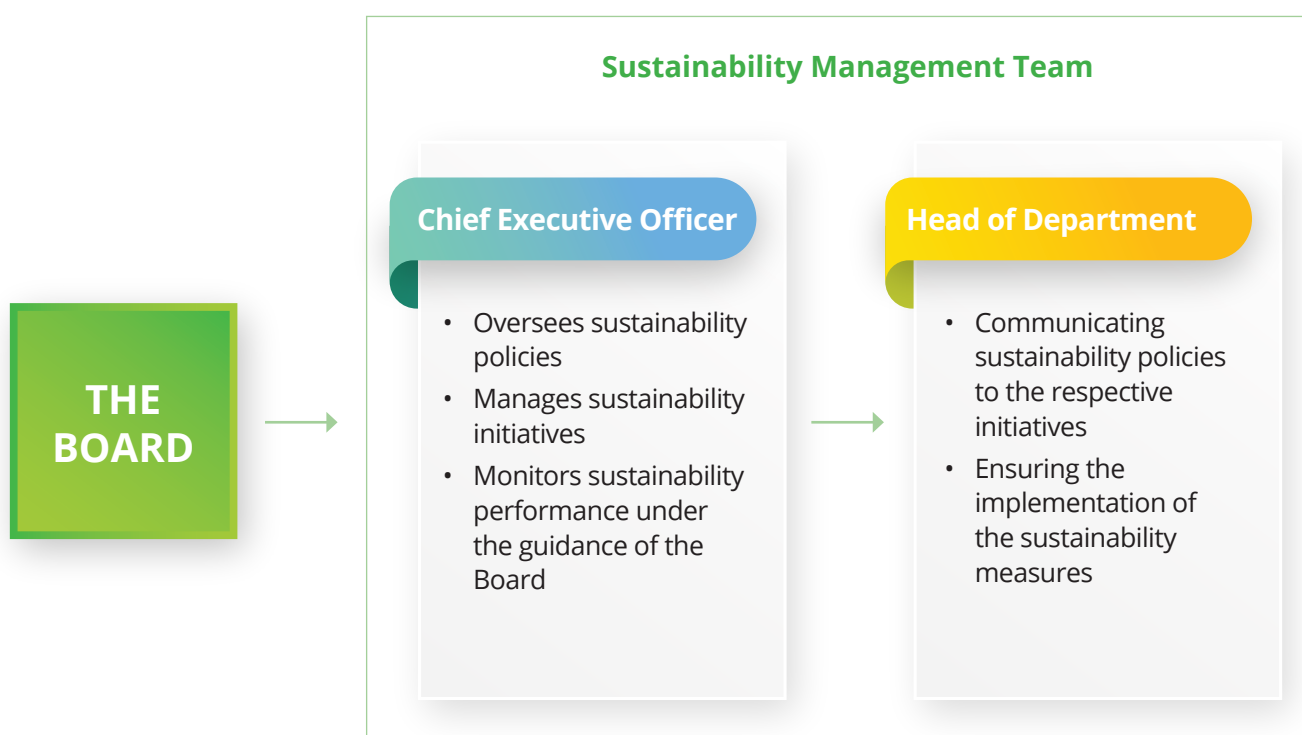 Sustainability Management Team
THE
BOARD
Chief Executive Officer
• Oversees sustainability
policies
• Manages sustainability
initiatives
• Monitors sustainability
performance under
the guidance of the
Board
Head of Department
• Communicating
sustainability policies
to the respective
initiatives
• Ensuring the
implementation of
the sustainability
measures